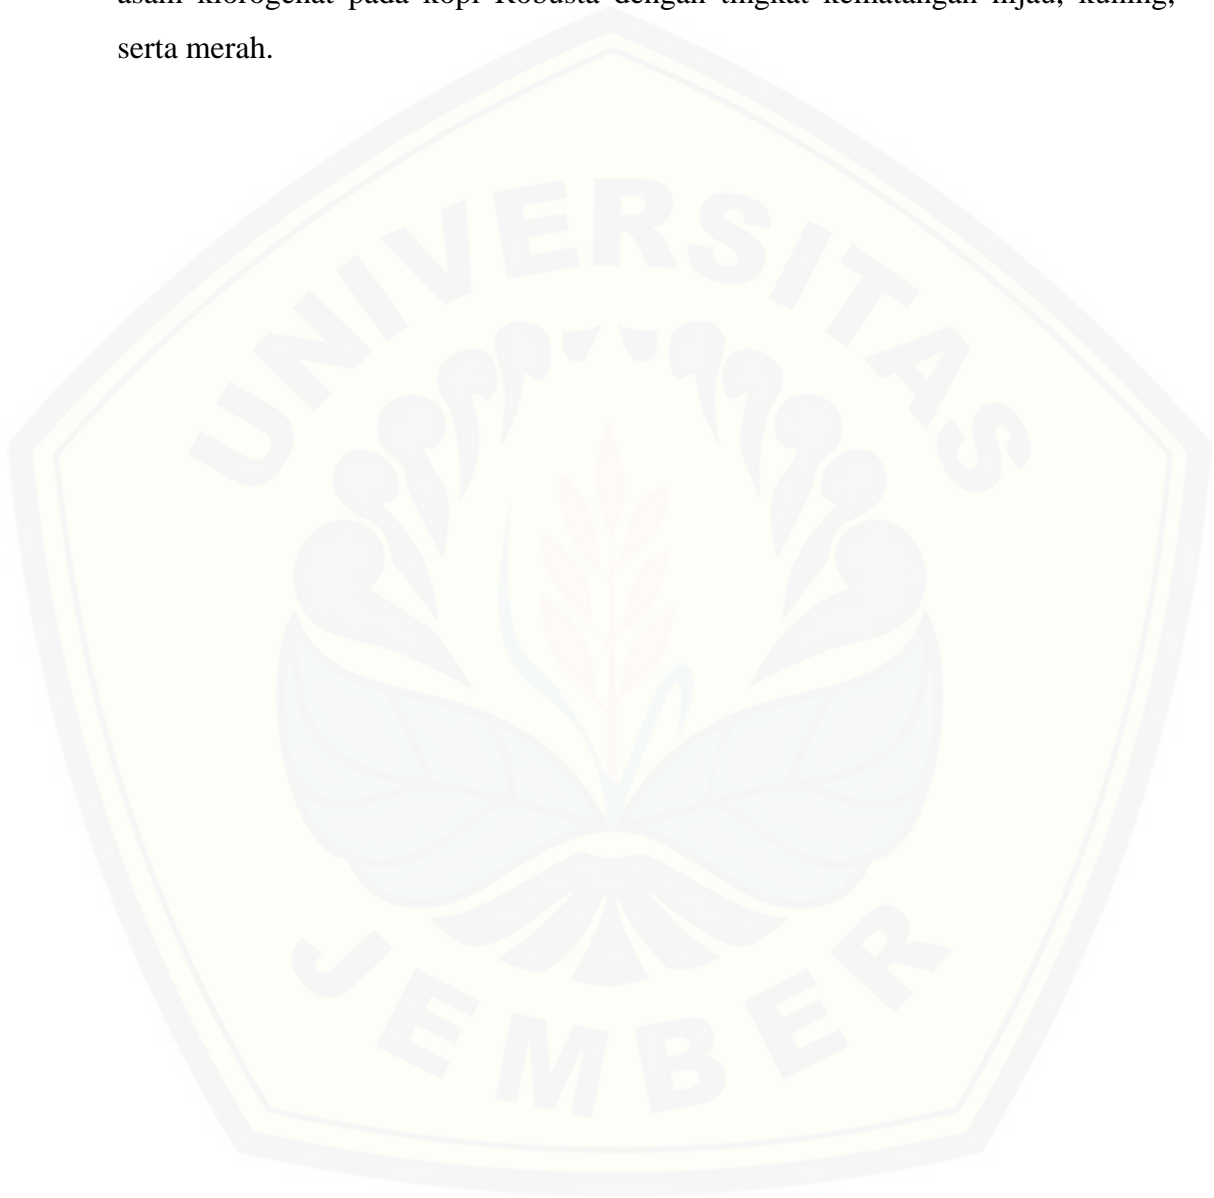 asam klorogenat pada kopi Robusta dengan tingkat kematangan hijau, kuning,
serta merah.
UNIVERSITAS
JEMBER